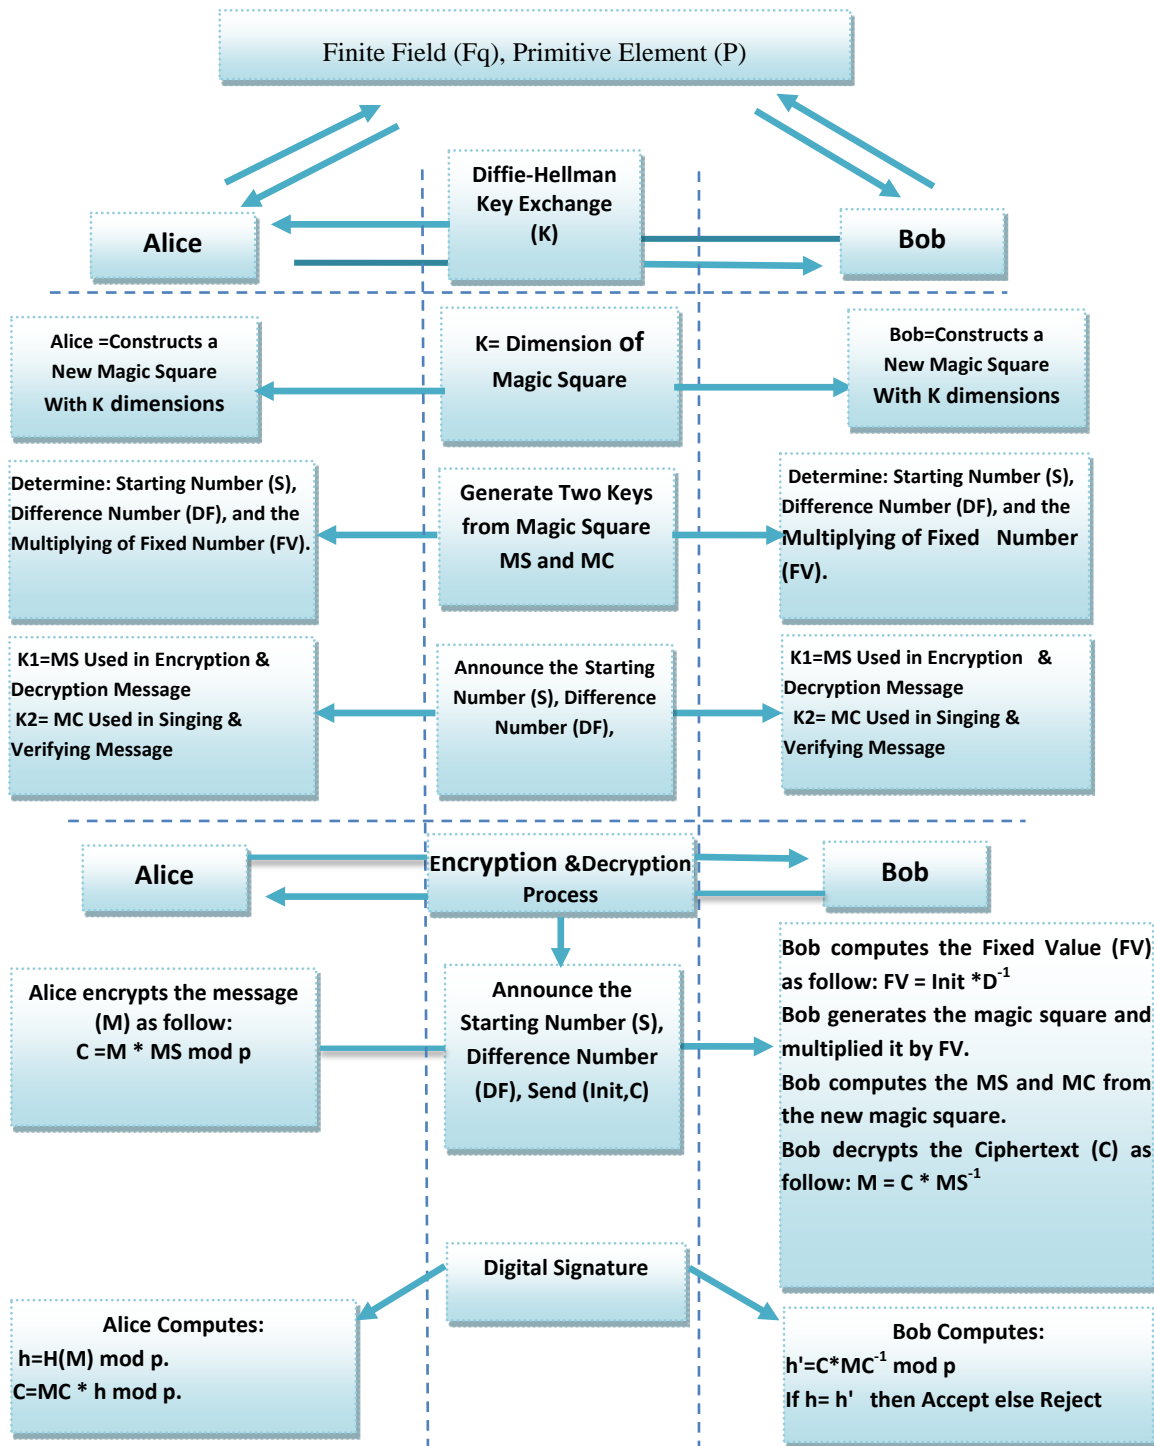 Finite Field (Fq), Primitive Element (P)
Diffie-Hellman
Key Exchange
(K)
Alice
Bob
Alice =Constructs a
New Magic Square
With K dimensions
K= Dimension of
Magic Square
Bob=Constructs a
New Magic Square
With K dimensions
Determine: Starting Number (S),
Difference Number (DF), and the
Multiplying of Fixed Number (FV).
Generate Two Keys
from Magic Square
MS and MC
Determine: Starting Number (S),
Difference Number (DF), and the
Multiplying of Fixed Number
(FV).
K1=MS Used in Encryption &
Decryption Message
K2= MC Used in Singing &
Verifying Message
Announce the Starting
Number (S), Difference
Number (DF),
K1=MS Used in Encryption &
Decryption Message
K2= MC Used in Singing &
Verifying Message
Alice
Encryption &Decryption
Process
Bob
Alice encrypts the message
(M) as follow:
C =M * MS mod p
Announce the
Starting Number (S),
Difference Number
(DF), Send (Init,C)
Bob computes the Fixed Value (FV)
as follow: FV = Init *D⁻¹
Bob generates the magic square and
multiplied it by FV.
Bob computes the MS and MC from
the new magic square.
Bob decrypts the Ciphertext (C) as
follow: M = C * MS⁻¹
Digital Signature
Alice Computes:
h=H(M) mod p.
C=MC * h mod p.
Bob Computes:
h'=C*MC⁻¹ mod p
If h= h' then Accept else Reject